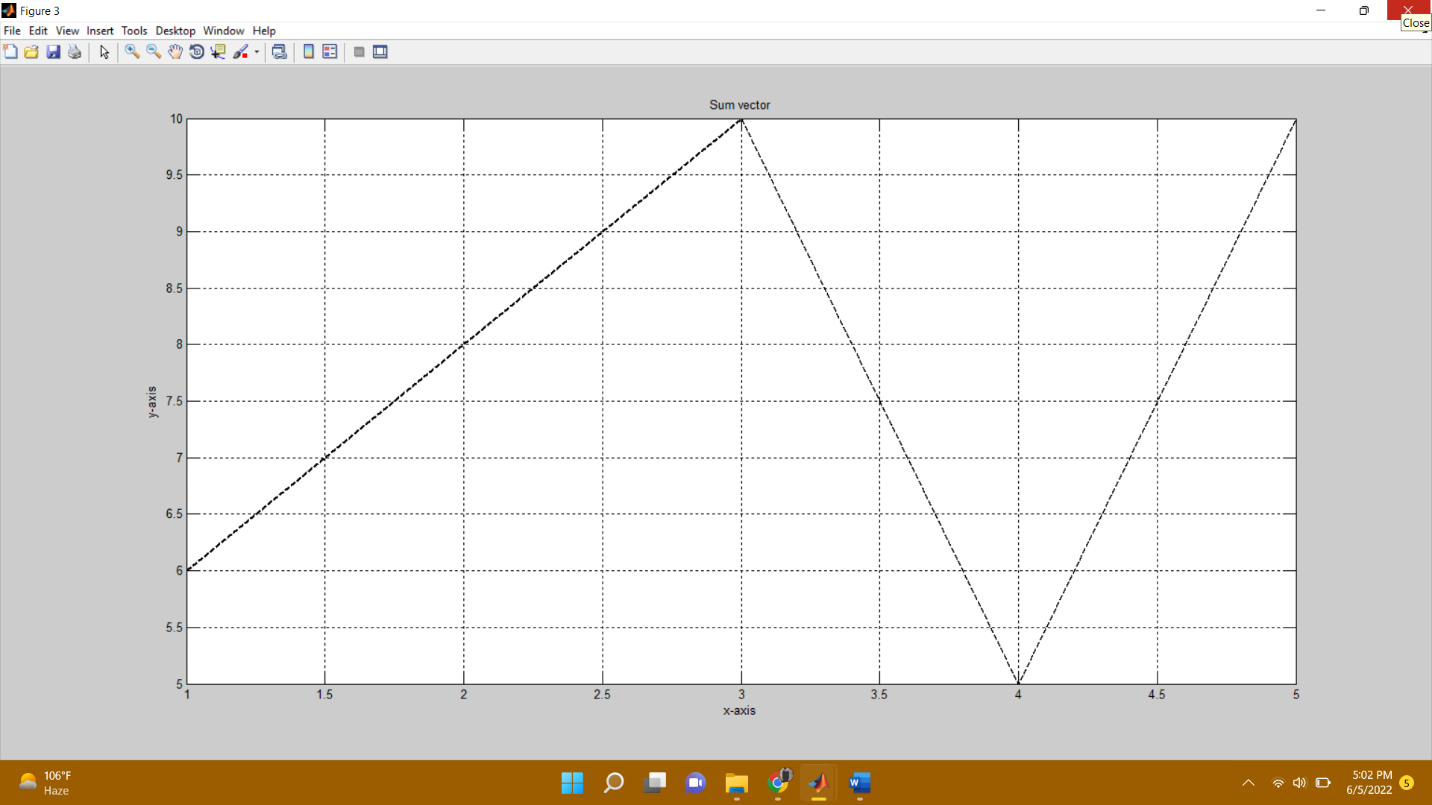 Figure 3
Close
File Edit View Insert Tools Desktop Window Help
Sum vector
10
9.5
9
8.5
8
7.5
7
6.5
6
5.5
5
y-axis
1 1.5 2 2.5 3 3.5 4 4.5 5
x-axis
106°F
Haze
W
5:02 PM
6/5/2022
5